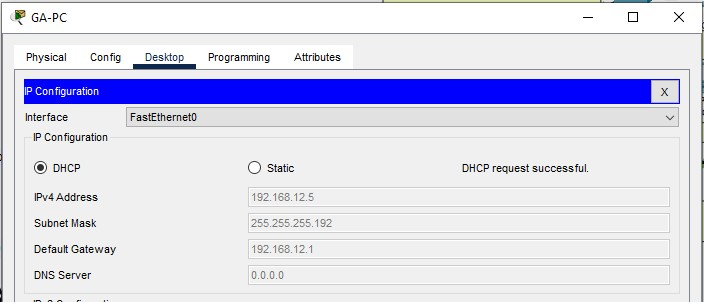 GA-PC
Physical Config Desktop Programming Attributes
IP Configuration X
Interface FastEthernet0
IP Configuration
DHCP Static DHCP request successful.
IPv4 Address 192.168.12.5
Subnet Mask 255.255.255.192
Default Gateway 192.168.12.1
DNS Server 0.0.0.0